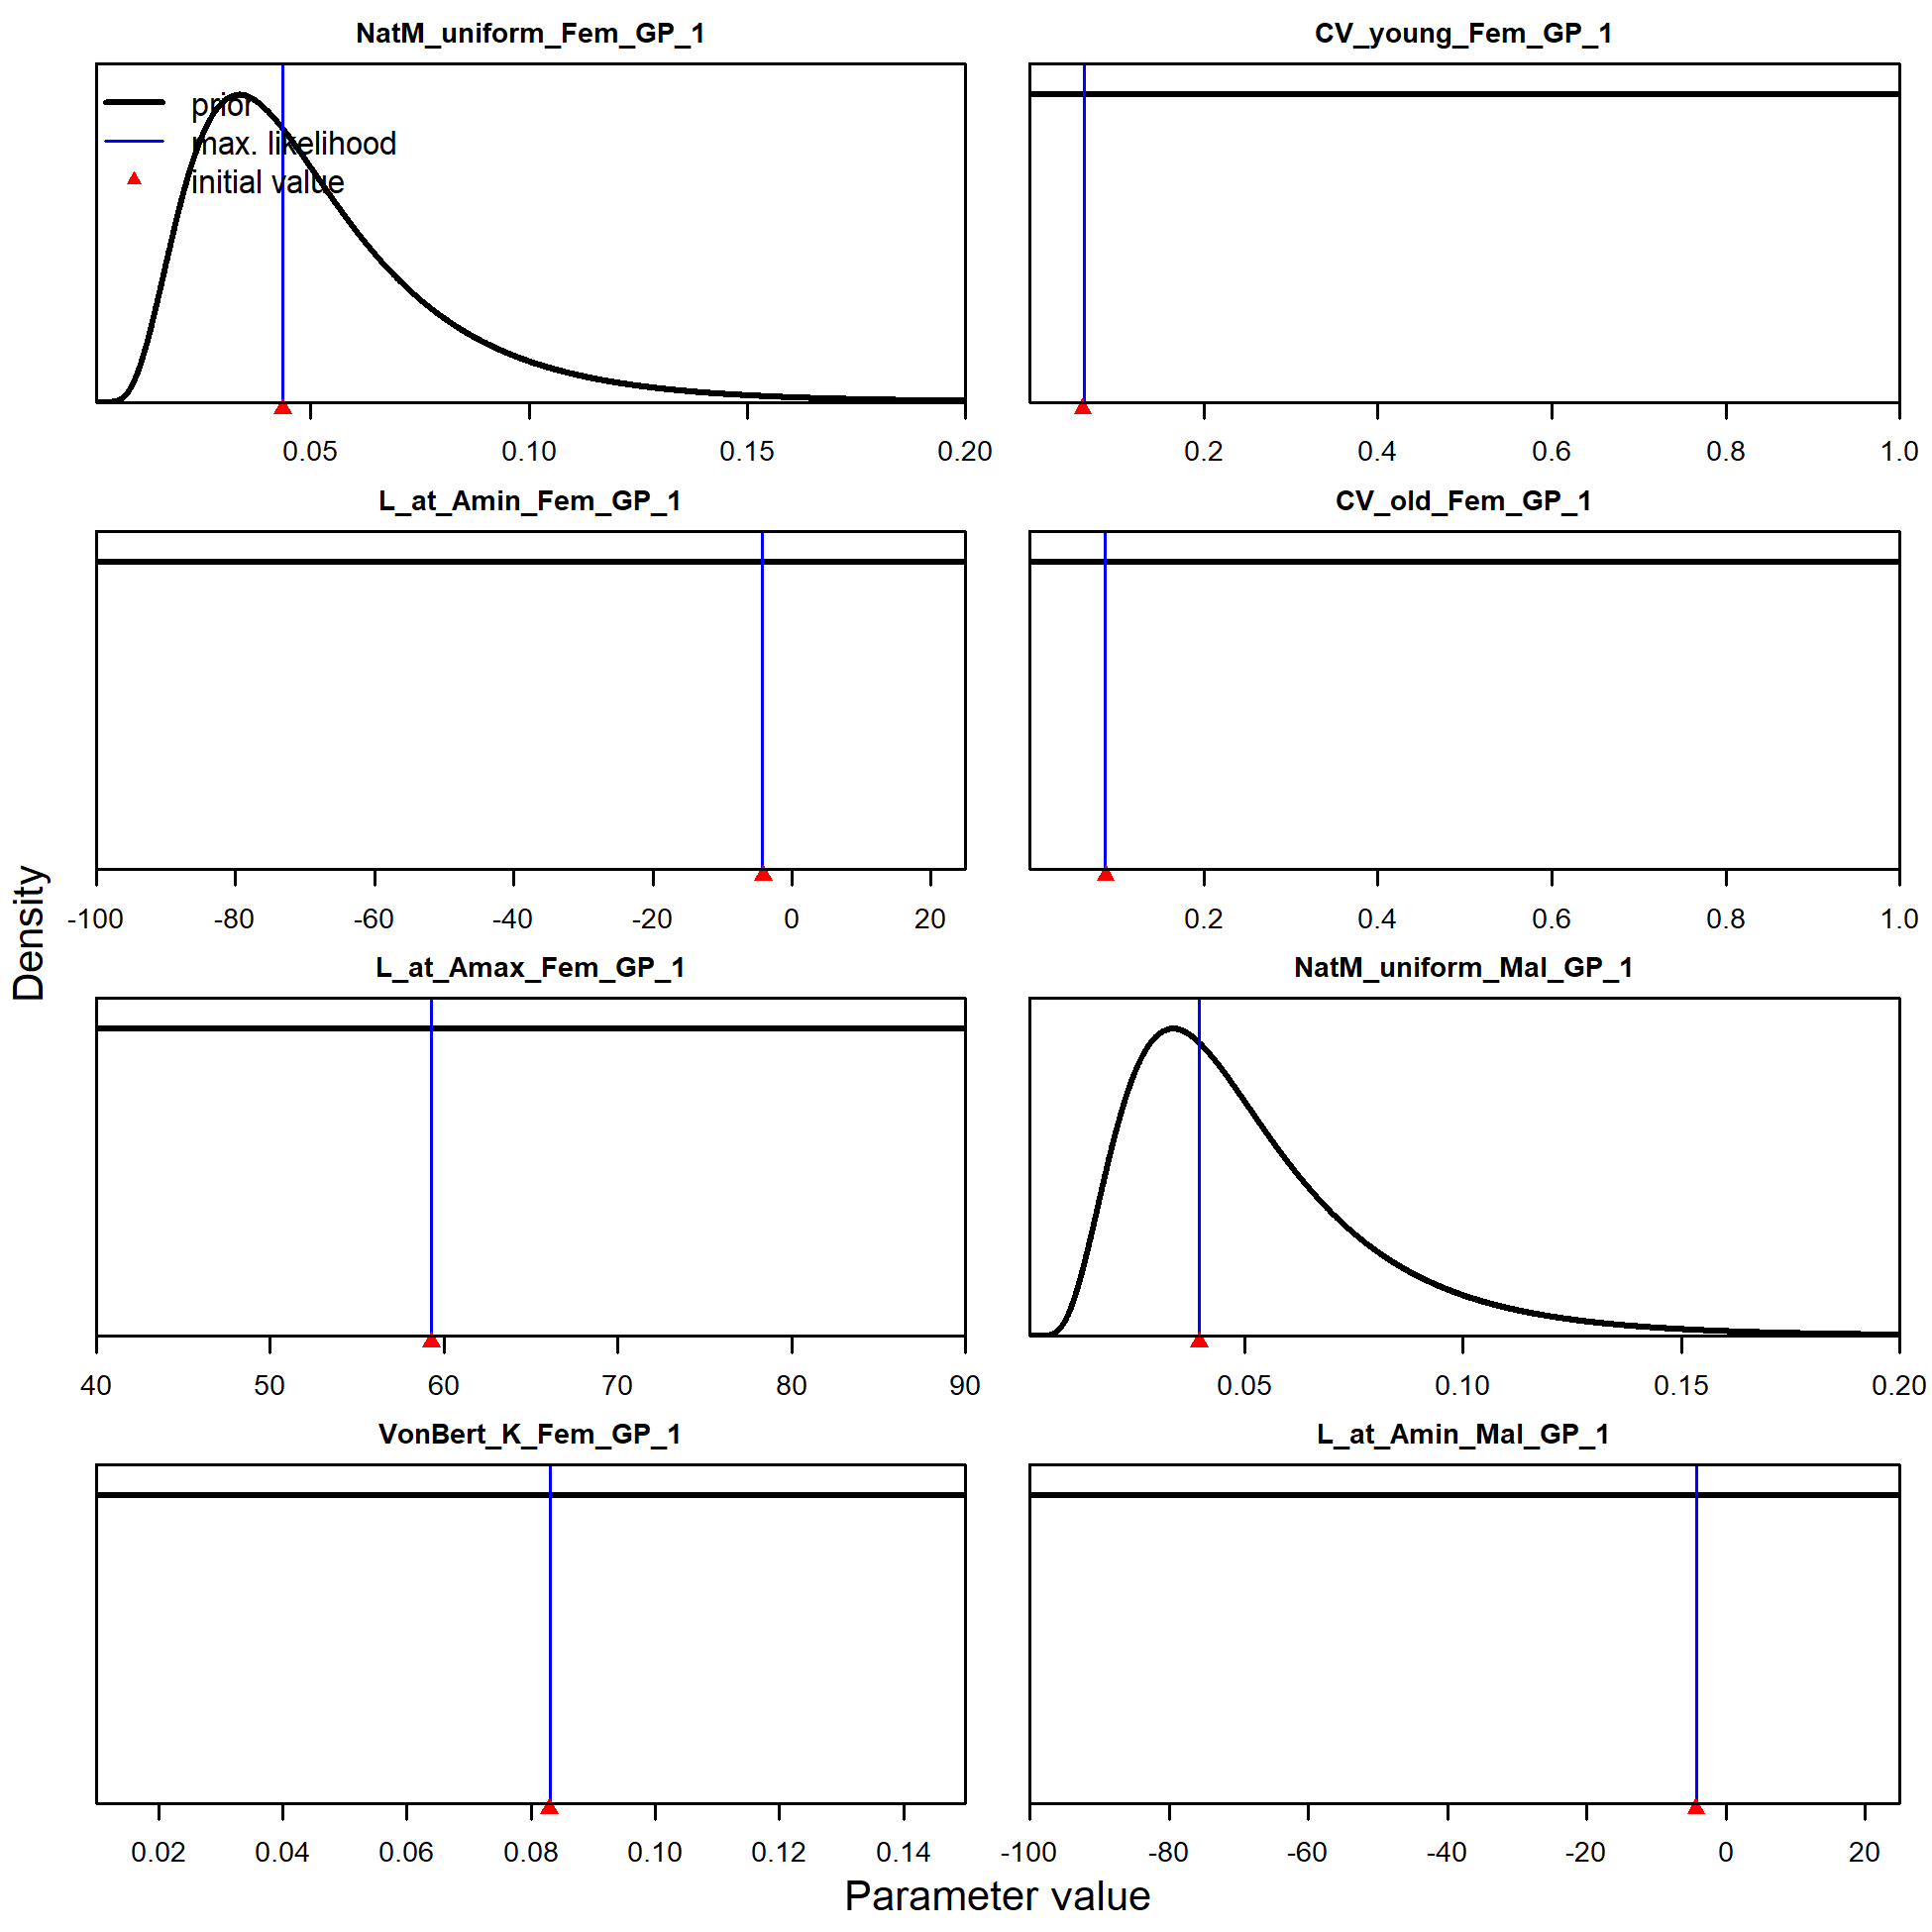 NatM_uniform_Fem_GP_1
prior
max. likelihood
initial value
0.05 0.10 0.15 0.20
CV_young_Fem_GP_1
0.2 0.4 0.6 0.8 1.0
L_at_Amin_Fem_GP_1
-100 -80 -60 -40 -20 0 20
CV_old_Fem_GP_1
0.2 0.4 0.6 0.8 1.0
L_at_Amax_Fem_GP_1
40 50 60 70 80 90
NatM_uniform_Mal_GP_1
0.05 0.10 0.15 0.20
VonBert_K_Fem_GP_1
0.02 0.04 0.06 0.08 0.10 0.12 0.14
L_at_Amin_Mal_GP_1
-100 -80 -60 -40 -20 0 20
Density
Parameter value